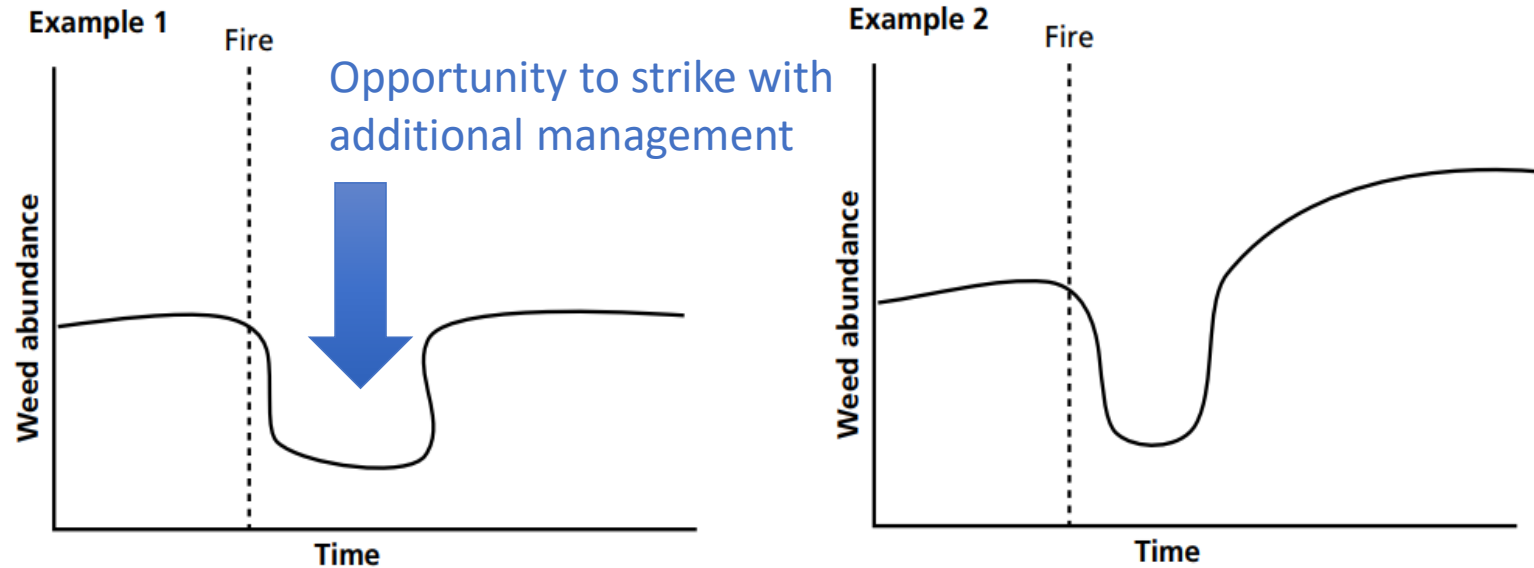 Example 1
Fire
Opportunity to strike with
additional management
Weed abundance
Time
Example 2
Fire
Weed abundance
Time